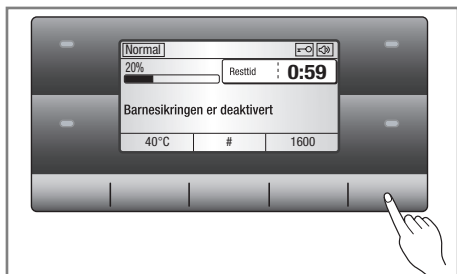 Normal
20% Resttid 0:59
Barnesikringen er deaktivert
40°C # 1600